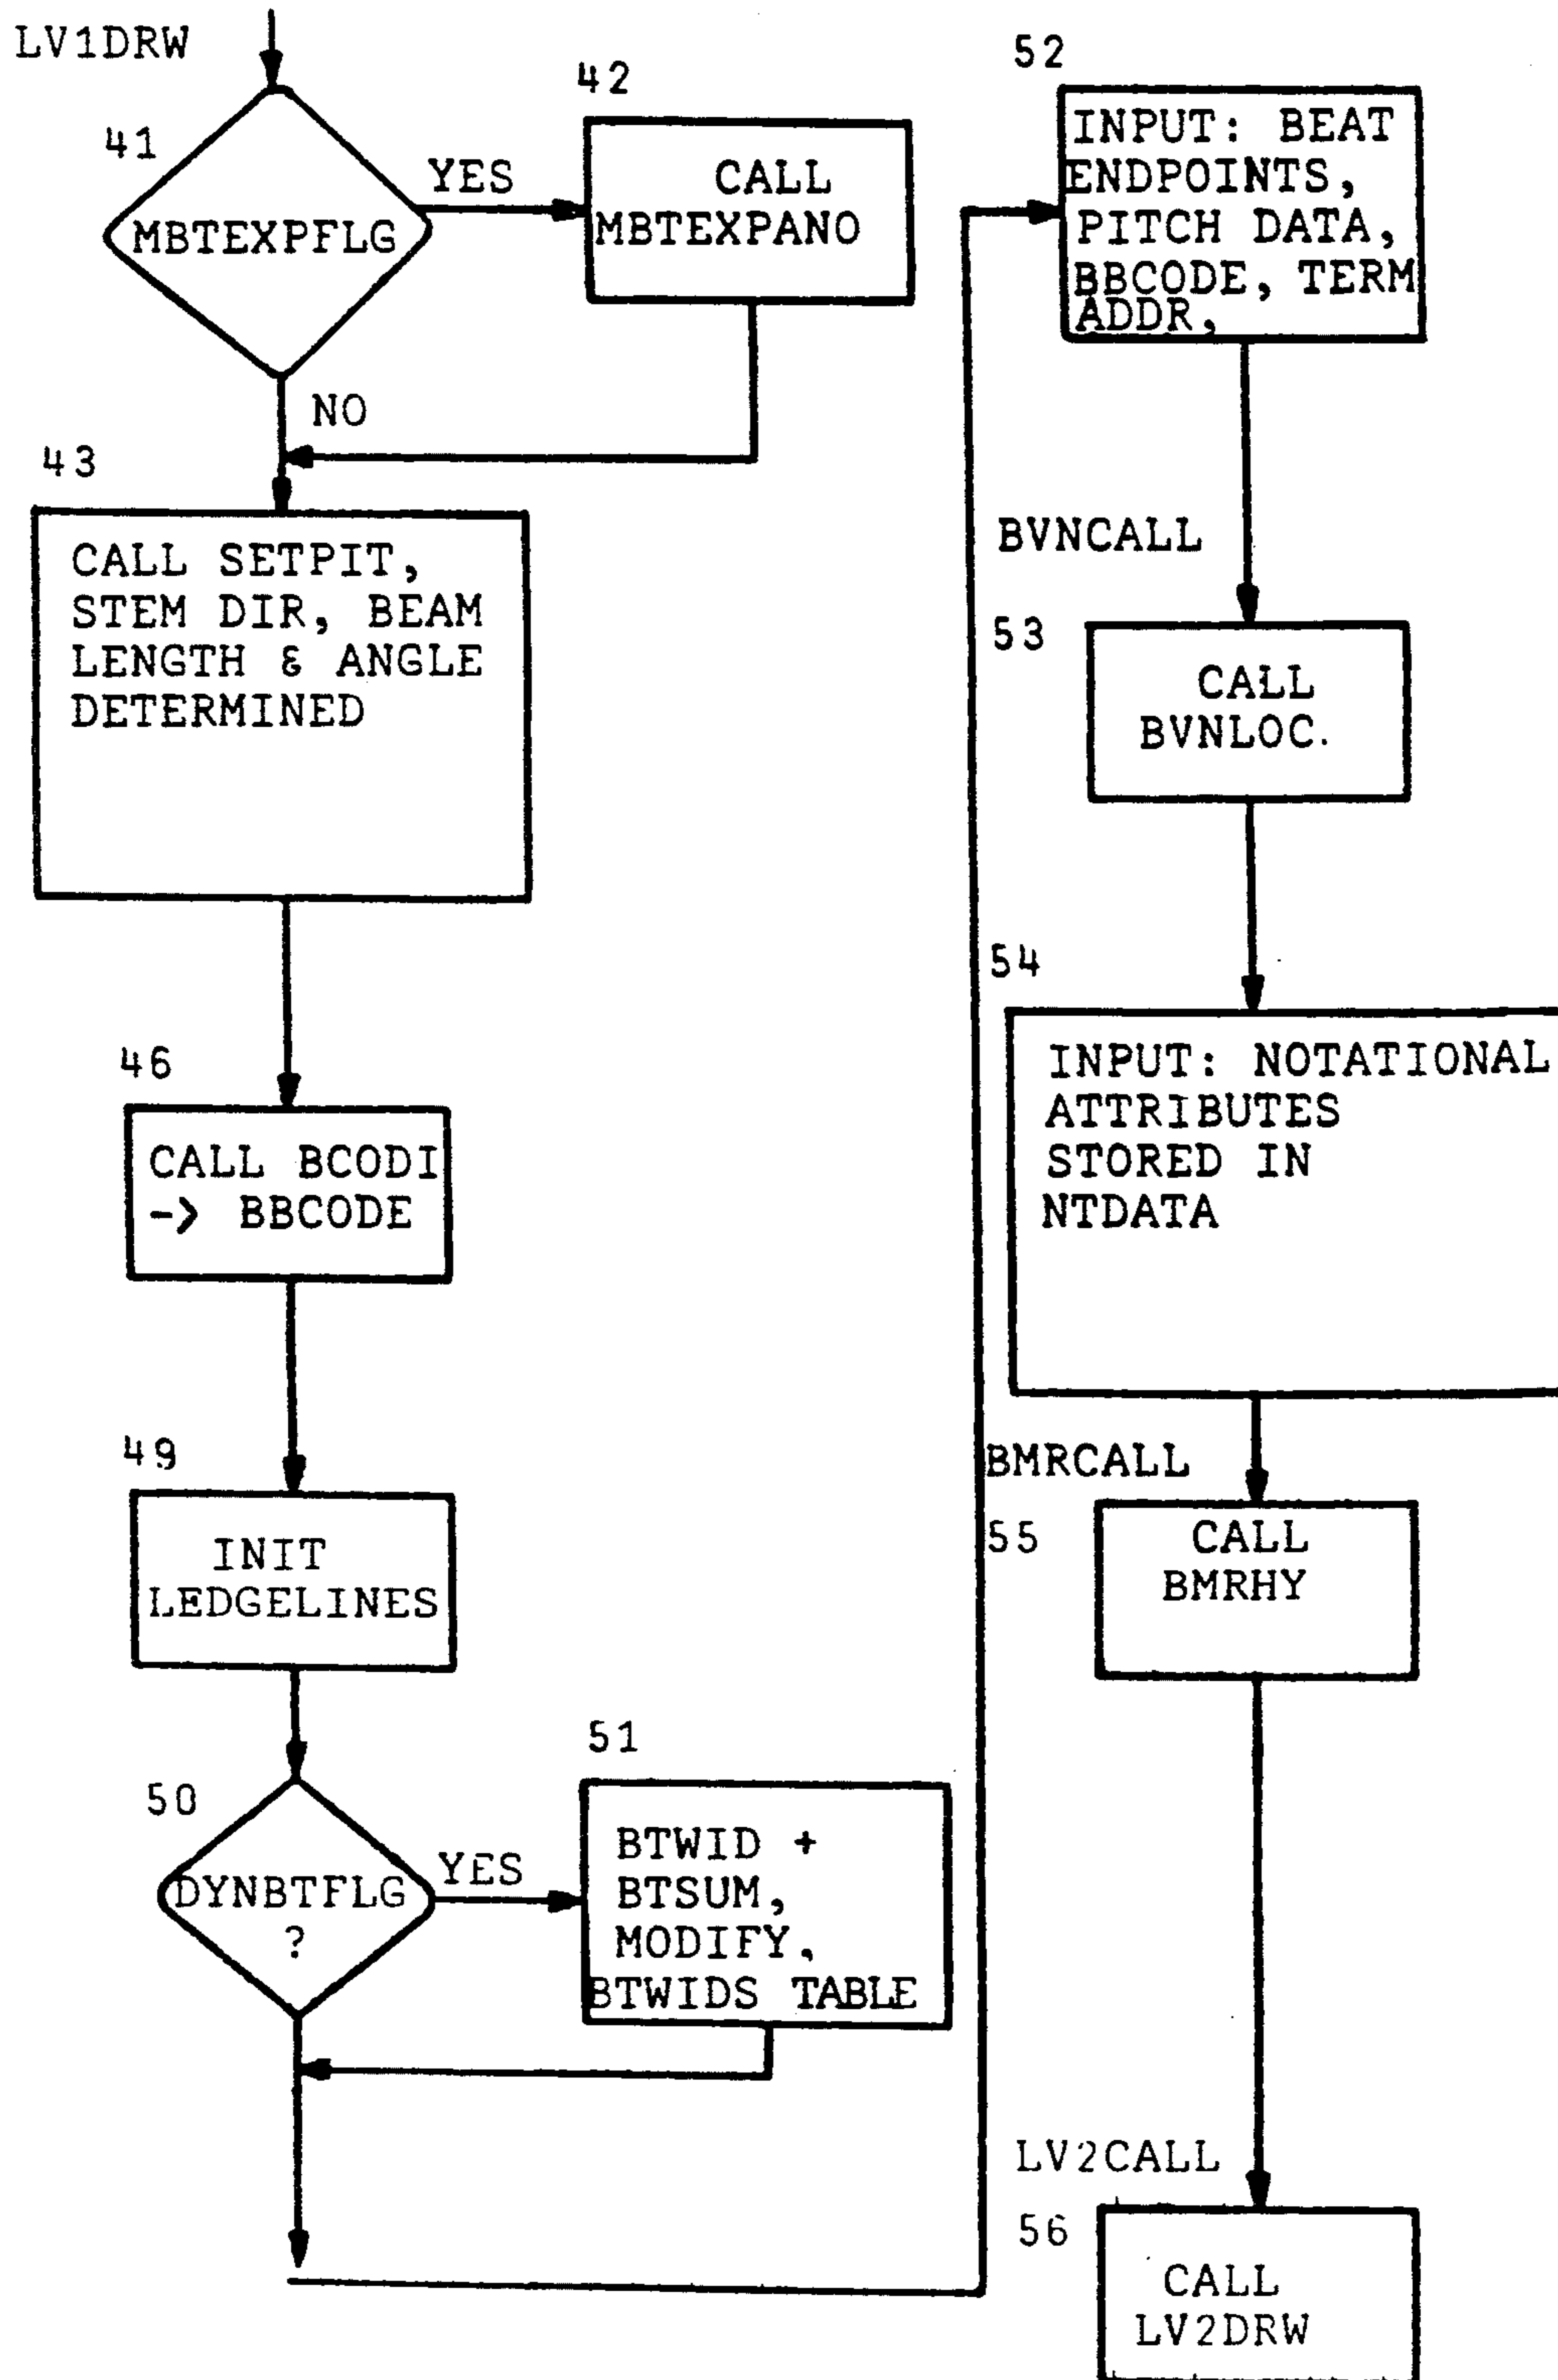 LV1DRW
41
MBTEXPFLG
YES
42
CALL
MBTEXPANO
NO
43
CALL SETPIT,
STEM DIR, BEAM
LENGTH & ANGLE
DETERMINED
46
CALL BCODI
-> BBCODE
49
INIT
LEDGELINES
50
DYNBTFLG
?
YES
51
BTWID +
BTSUM,
MODIFY,
BTWIDS TABLE
52
INPUT: BEAT
ENDPOINTS,
PITCH DATA,
BBCODE, TERM
ADDR,
BVNCALL
53
CALL
BVNLOC.
54
INPUT: NOTATIONAL
ATTRIBUTES
STORED IN
NTDATA
BMRCALL
55
CALL
BMRHY
LV2CALL
56
CALL
LV2DRW